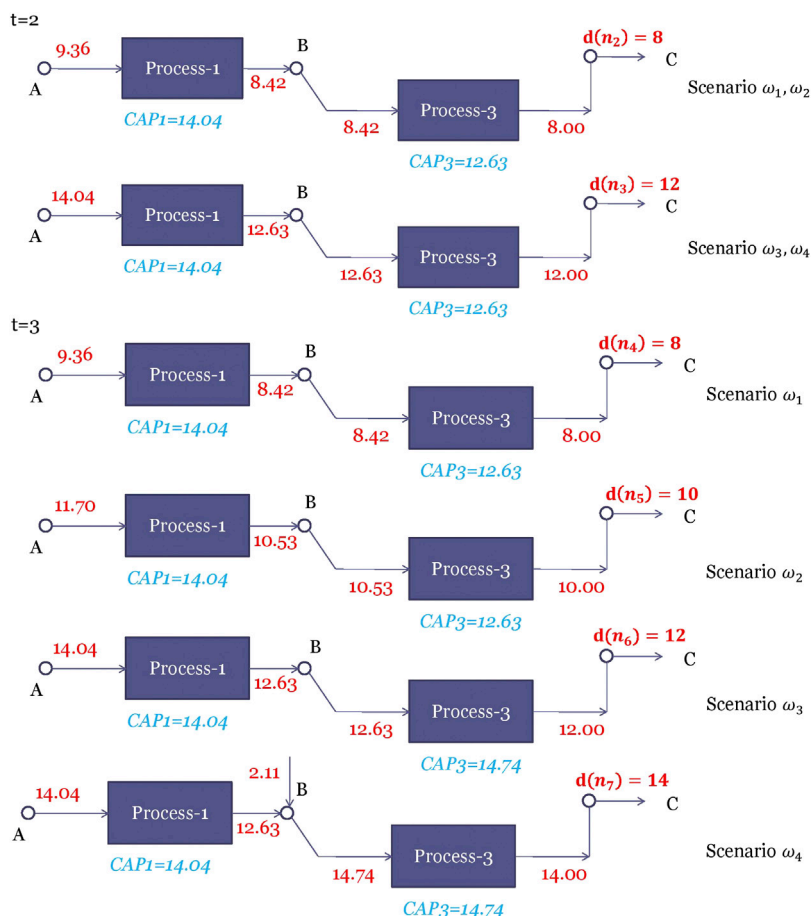 t=2
9.36
A
Process-1
CAP1=14.04
8.42
B
8.42
Process-3
CAP3=12.63
8.00
d(n₂) = 8
C
Scenario ω₁, ω₂
14.04
A
Process-1
CAP1=14.04
12.63
B
12.63
Process-3
CAP3=12.63
12.00
d(n₃) = 12
C
Scenario ω₃, ω₄
t=3
9.36
A
Process-1
CAP1=14.04
8.42
B
8.42
Process-3
CAP3=12.63
8.00
d(n₄) = 8
C
Scenario ω₁
11.70
A
Process-1
CAP1=14.04
10.53
B
10.53
Process-3
CAP3=12.63
10.00
d(n₅) = 10
C
Scenario ω₂
14.04
A
Process-1
CAP1=14.04
12.63
B
12.63
Process-3
CAP3=14.74
12.00
d(n₆) = 12
C
Scenario ω₃
14.04
A
Process-1
CAP1=14.04
12.63
2.11
B
14.74
Process-3
CAP3=14.74
14.00
d(n₇) = 14
C
Scenario ω₄